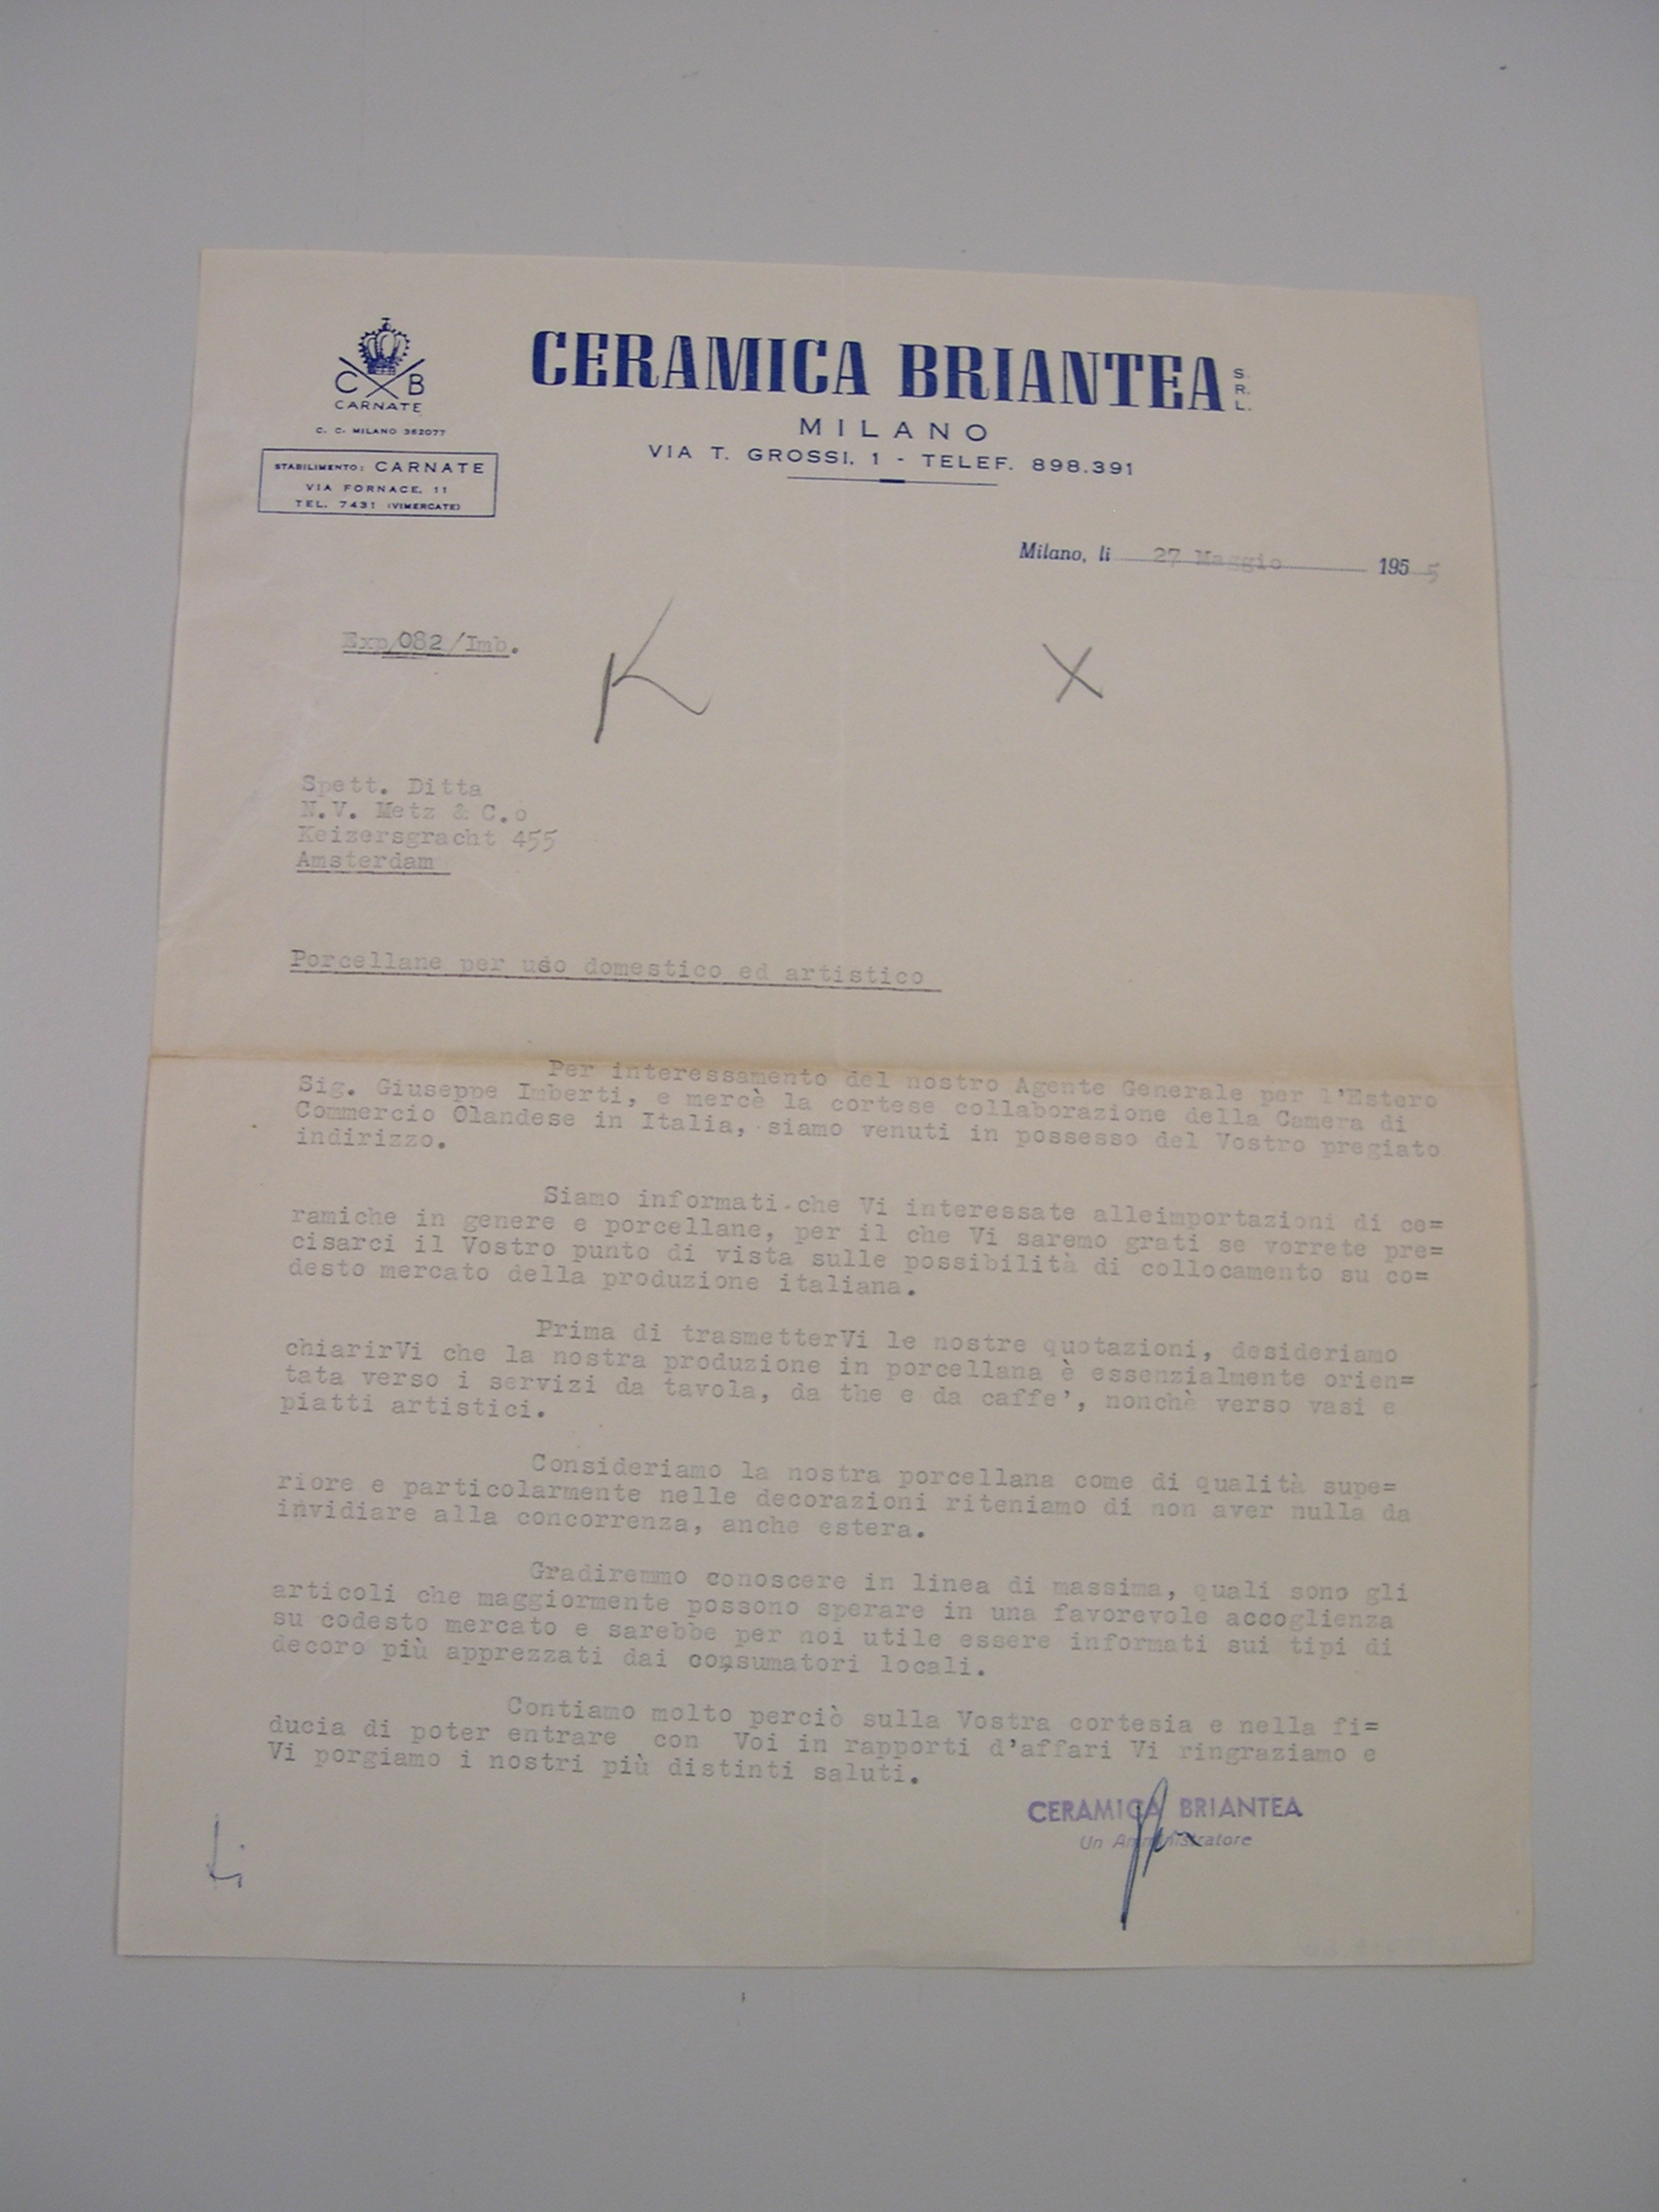 CERAMICA BRIANTEA S.R.L.
MILANO
VIA T. GROSSI, 1 - TELEF. 898.391
C B
CARNATE
C. C. MILANO 362077
STABILIMENTO: CARNATE
VIA FORNACE, 11
TEL. 7431 (VIMERCATE)
Milano, li 27 Maggio 1955
Exp/082/Imb.
K
X
Spett. Ditta
N.V. Metz & C.o
Keizersgracht 455
Amsterdam
Porcellane per uso domestico ed artistico
Per interessamento del nostro Agente Generale per l'Estero
Sig. Giuseppe Imberti, e mercè la cortese collaborazione della Camera di
Commercio Olandese in Italia, siamo venuti in possesso del Vostro pregiato
indirizzo.
Siamo informati che Vi interessate alleimportazioni di ce=
ramiche in genere e porcellane, per il che Vi saremo grati se vorrete pre=
cisarci il Vostro punto di vista sulle possibilità di collocamento su co=
desto mercato della produzione italiana.
Prima di trasmetterVi le nostre quotazioni, desideriamo
chiarirVi che la nostra produzione in porcellana è essenzialmente orien=
tata verso i servizi da tavola, da the e da caffe', nonchè verso vasi e
piatti artistici.
Consideriamo la nostra porcellana come di qualità supe=
riore e particolarmente nelle decorazioni riteniamo di non aver nulla da
invidiare alla concorrenza, anche estera.
Gradiremmo conoscere in linea di massima, quali sono gli
articoli che maggiormente possono sperare in una favorevole accoglienza
su codesto mercato e sarebbe per noi utile essere informati sui tipi di
decoro più apprezzati dai consumatori locali.
Contiamo molto perciò sulla Vostra cortesia e nella fi=
ducia di poter entrare con Voi in rapporti d'affari Vi ringraziamo e
Vi porgiamo i nostri più distinti saluti.
CERAMICA BRIANTEA
Un Amministratore